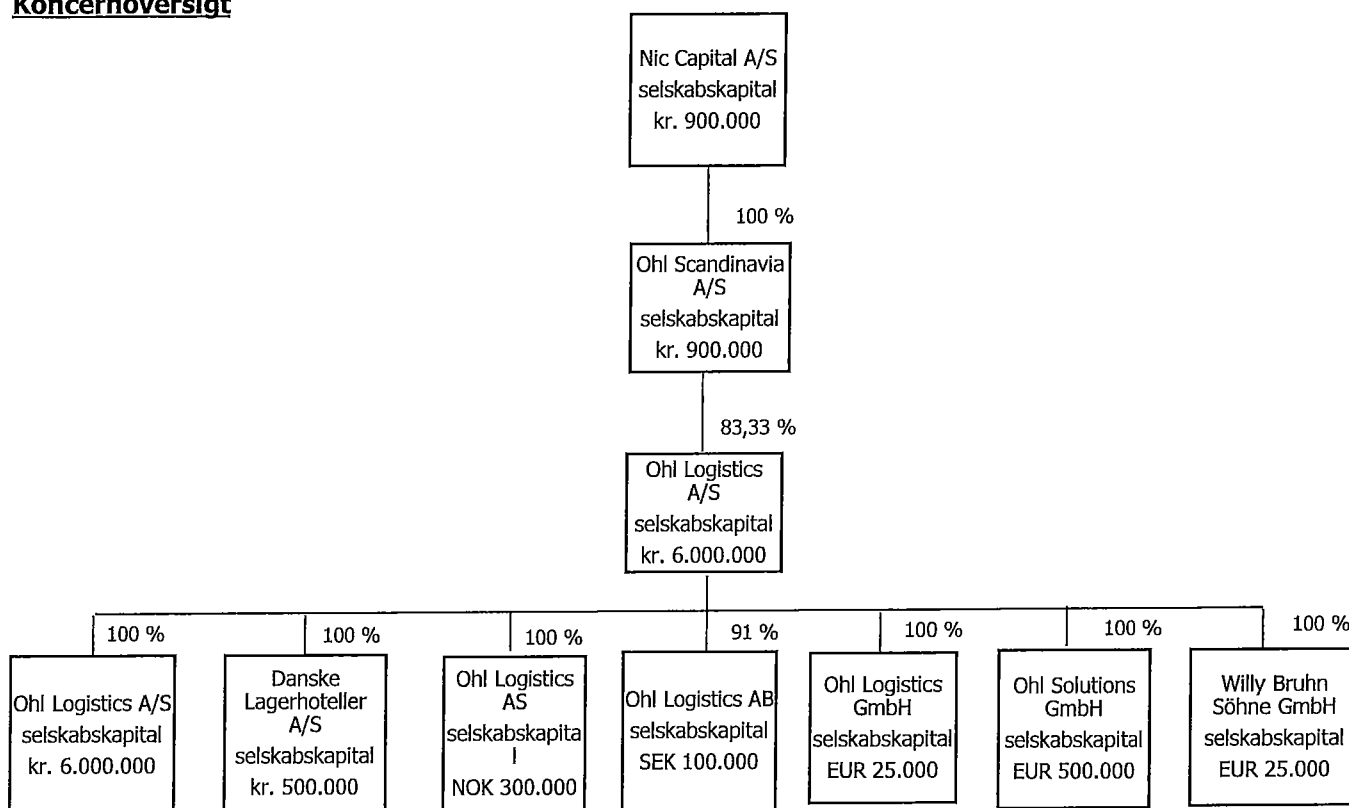 Koncernoversigt
Nic Capital A/S
selskabskapital
kr. 900.000
100 %
Ohl Scandinavia
A/S
selskabskapital
kr. 900.000
83,33 %
Ohl Logistics
A/S
selskabskapital
kr. 6.000.000
100 %
Ohl Logistics A/S
selskabskapital
kr. 6.000.000
100 %
Danske
Lagerhoteller
A/S
selskabskapital
kr. 500.000
100 %
Ohl Logistics
AS
selskabskapita
l
NOK 300.000
91 %
Ohl Logistics AB
selskabskapital
SEK 100.000
100 %
Ohl Logistics
GmbH
selskabskapital
EUR 25.000
100 %
Ohl Solutions
GmbH
selskabskapital
EUR 500.000
100 %
Willy Bruhn
Söhne GmbH
selskabskapital
EUR 25.000